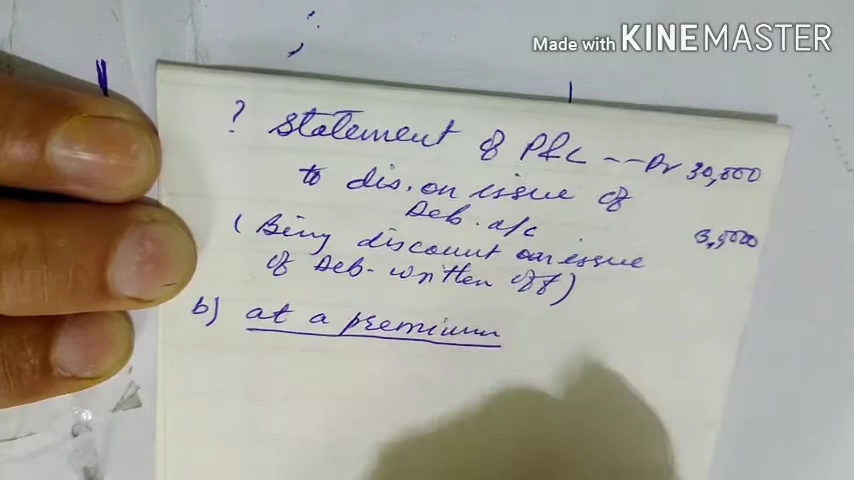 Made with KINEMASTER
? Statement of P&L --- Dr 30,000
to dis. on issue of
Deb. a/c 3,0000
( Being discount on issue
of Deb- written off)
b) at a premium